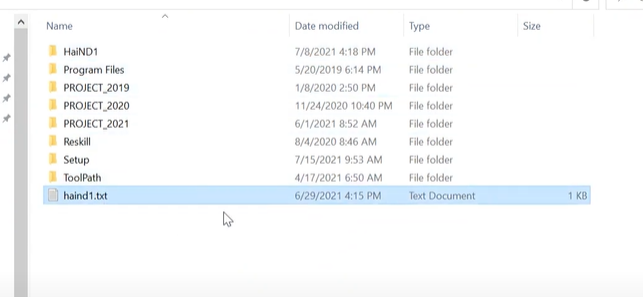 Name Date modified Type Size
HaiND1 7/8/2021 4:18 PM File folder
Program Files 5/20/2019 6:14 PM File folder
PROJECT_2019 1/8/2020 2:50 PM File folder
PROJECT_2020 11/24/2020 10:40 PM File folder
PROJECT_2021 6/1/2021 8:52 AM File folder
Reskill 8/4/2020 8:46 AM File folder
Setup 7/15/2021 9:53 AM File folder
ToolPath 4/17/2021 6:50 AM File folder
haind1.txt 6/29/2021 4:15 PM Text Document 1 KB